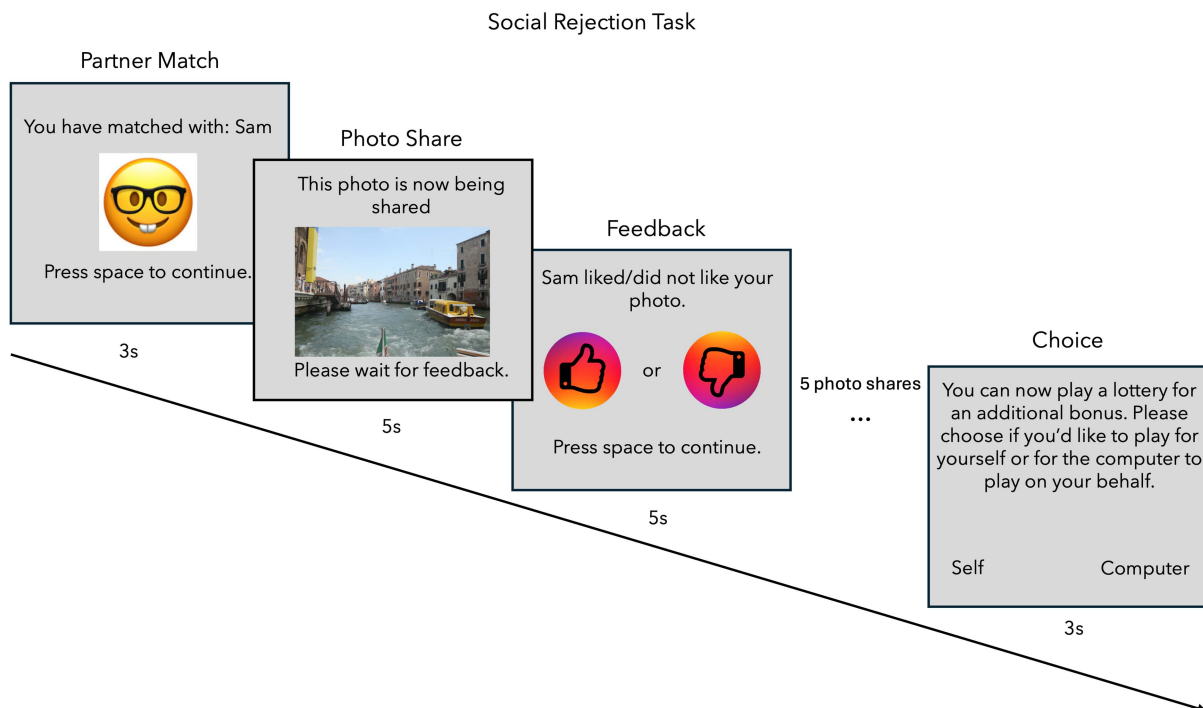 Social Rejection Task
Partner Match
You have matched with: Sam
Press space to continue.
3s
Photo Share
This photo is now being
shared
Please wait for feedback.
5s
Feedback
Sam liked/did not like your
photo.
or
Press space to continue.
5s
5 photo shares
...
Choice
You can now play a lottery for
an additional bonus. Please
choose if you'd like to play for
yourself or for the computer to
play on your behalf.
Self Computer
3s